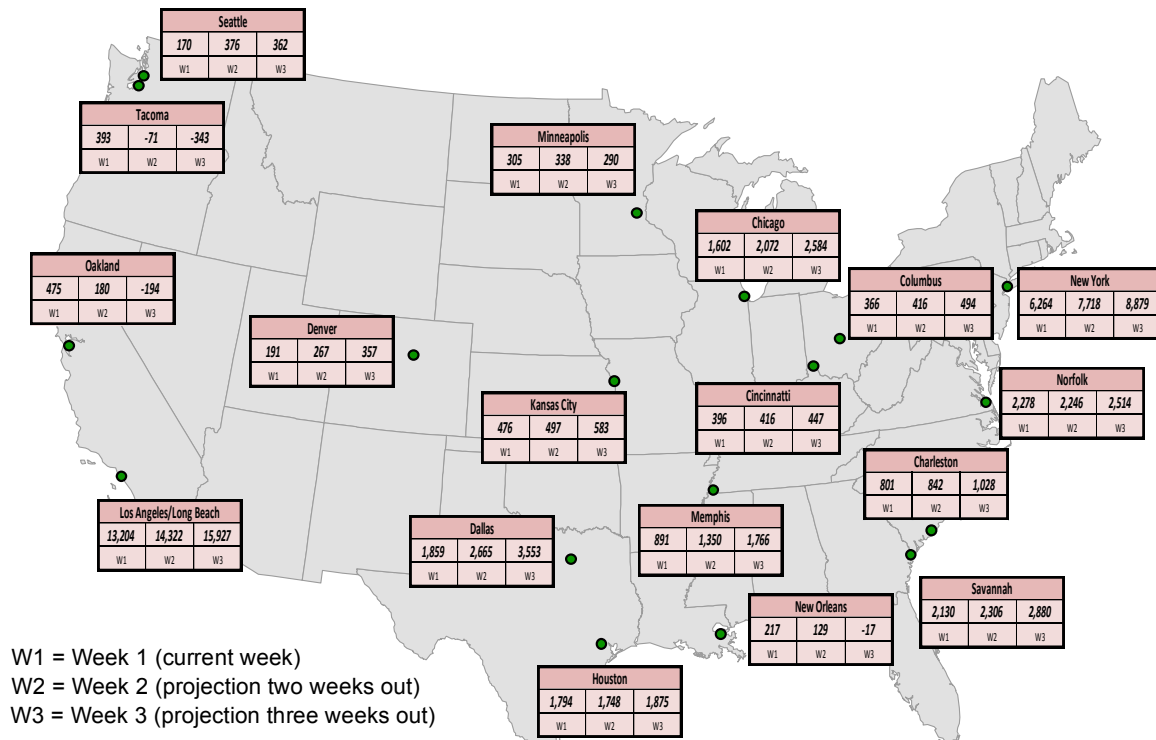 Seattle
170 376 362
W1 W2 W3
Tacoma
393 -71 -343
W1 W2 W3
Minneapolis
305 338 290
W1 W2 W3
Chicago
1,602 2,072 2,584
W1 W2 W3
Oakland
475 180 -194
W1 W2 W3
Columbus
366 416 494
W1 W2 W3
New York
6,264 7,718 8,879
W1 W2 W3
Denver
191 267 357
W1 W2 W3
Norfolk
2,278 2,246 2,514
W1 W2 W3
Kansas City
476 497 583
W1 W2 W3
Cincinnatti
396 416 447
W1 W2 W3
Charleston
801 842 1,028
W1 W2 W3
Los Angeles/Long Beach
13,204 14,322 15,927
W1 W2 W3
Dallas
1,859 2,665 3,553
W1 W2 W3
Memphis
891 1,350 1,766
W1 W2 W3
Savannah
2,130 2,306 2,880
W1 W2 W3
New Orleans
217 129 -17
W1 W2 W3
Houston
1,794 1,748 1,875
W1 W2 W3
W1 = Week 1 (current week)
W2 = Week 2 (projection two weeks out)
W3 = Week 3 (projection three weeks out)